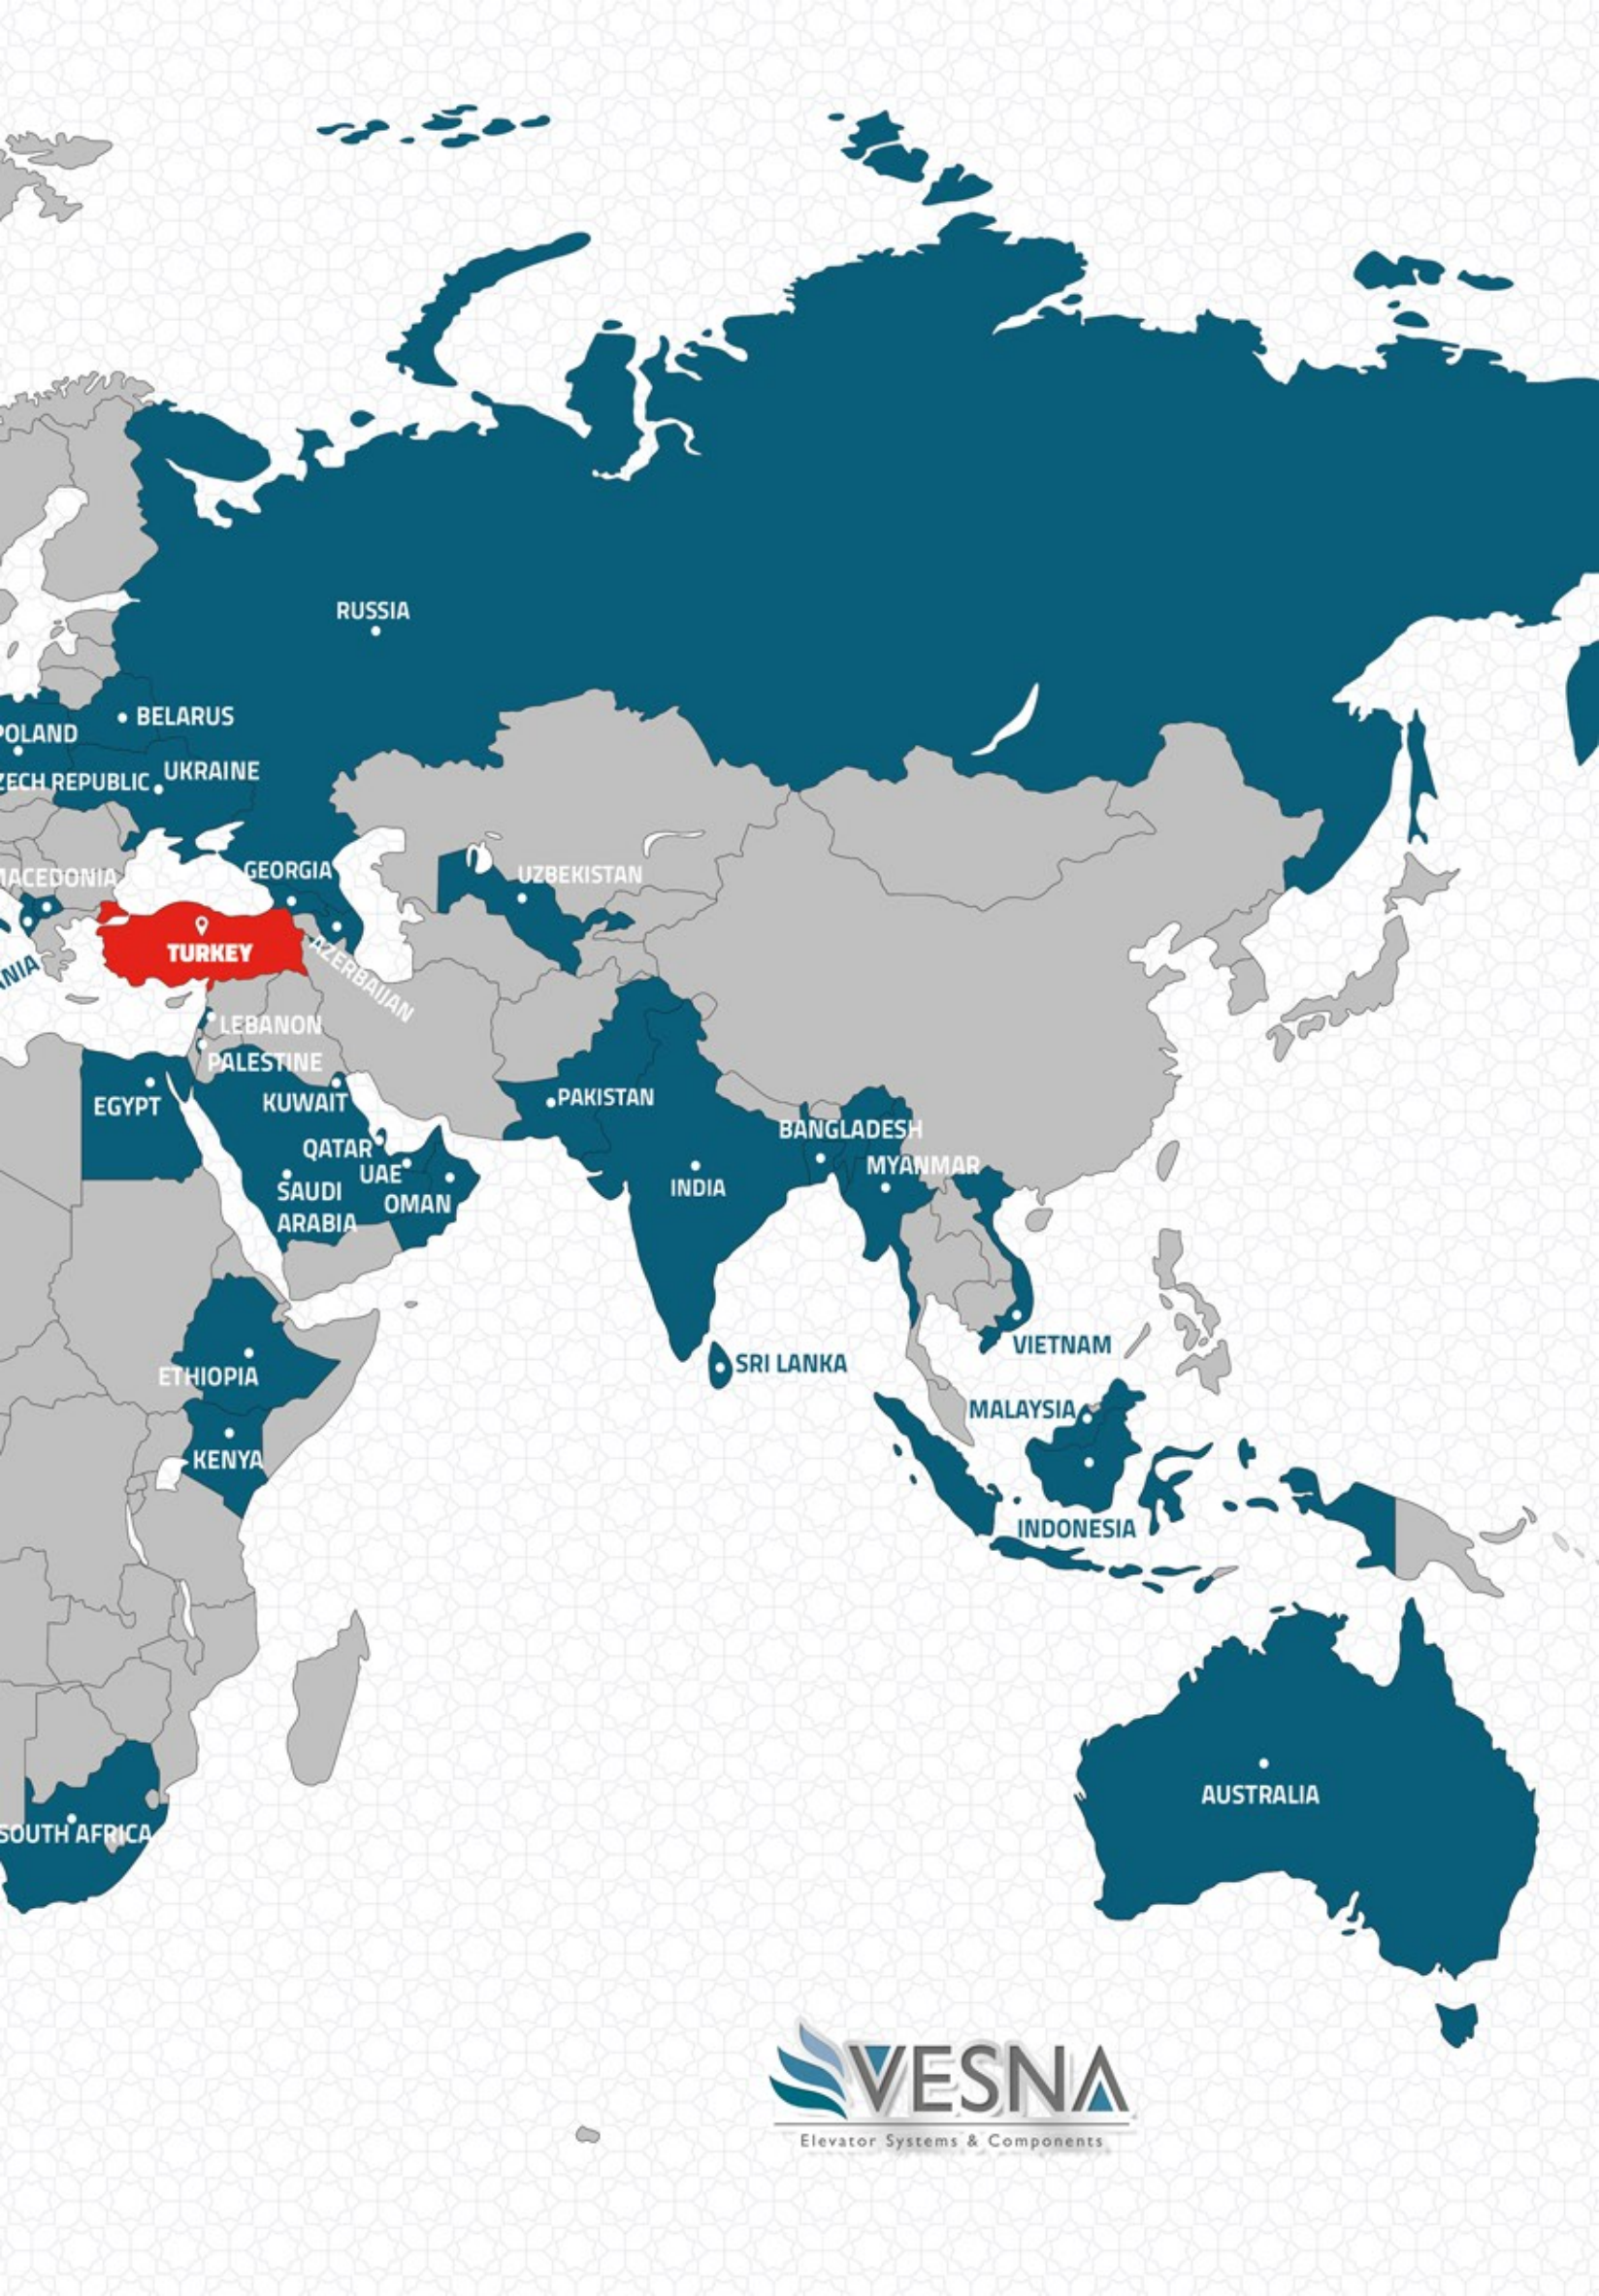 RUSSIA
BELARUS
POLAND
UKRAINE
ZECH REPUBLIC
GEORGIA
UZBEKISTAN
MACEDONIA
TURKEY
AZERBAIJAN
NIA
LEBANON
PALESTINE
EGYPT
KUWAIT
PAKISTAN
QATAR
UAE
SAUDI
ARABIA
OMAN
INDIA
BANGLADESH
MYANMAR
ETHIOPIA
SRI LANKA
VIETNAM
MALAYSIA
KENYA
INDONESIA
AUSTRALIA
SOUTH AFRICA
VESNA
Elevator Systems & Components